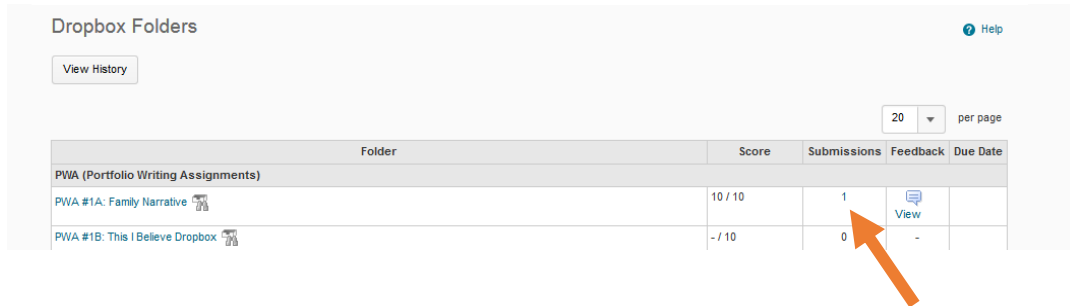 Dropbox Folders
Help
View History
20 per page
Folder Score Submissions Feedback Due Date
PWA (Portfolio Writing Assignments)
PWA #1A: Family Narrative 10 / 10 1 View
PWA #1B: This I Believe Dropbox - / 10 0 -